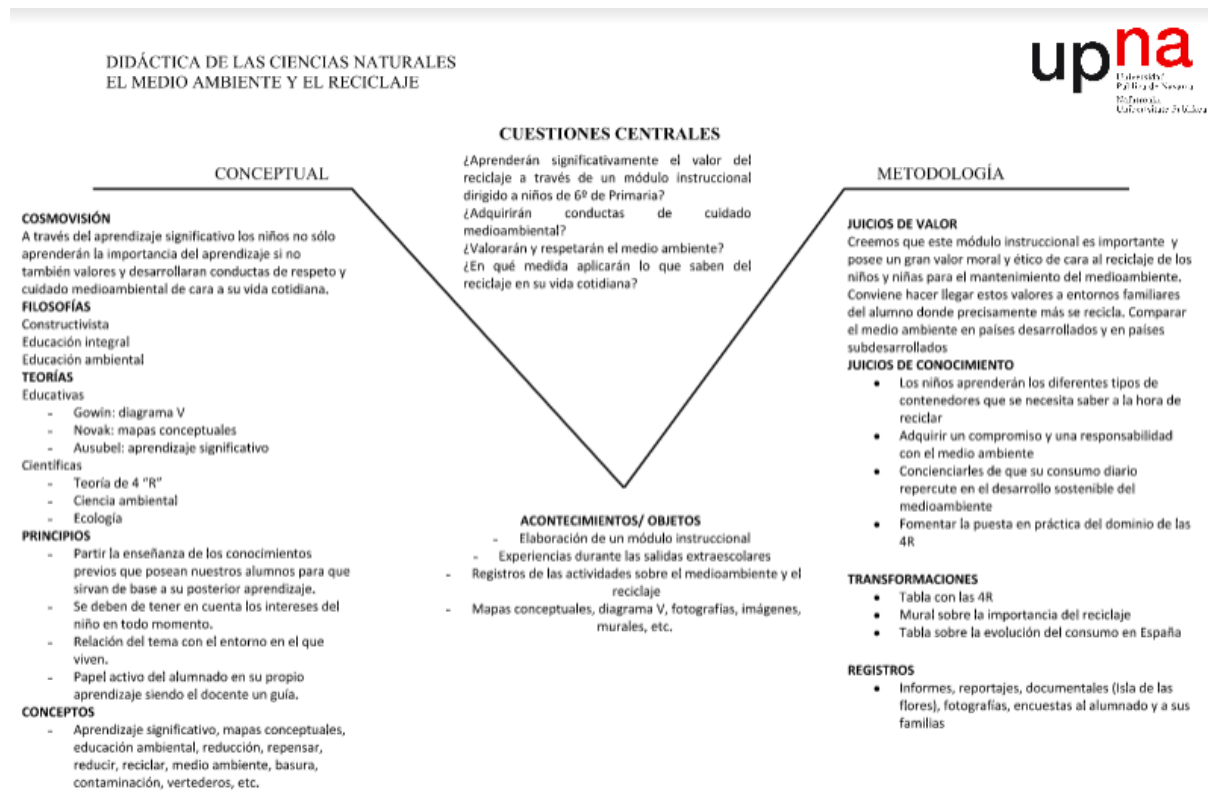 DIDÁCTICA DE LAS CIENCIAS NATURALES
EL MEDIO AMBIENTE Y EL RECICLAJE
upna
CUESTIONES CENTRALES
¿Aprenderán significativamente el valor del
reciclaje a través de un módulo instruccional
dirigido a niños de 6º de Primaria?
¿Adquirirán conductas de cuidado
medioambiental?
¿Valorarán y respetarán el medio ambiente?
¿En qué medida aplicarán lo que saben del
reciclaje en su vida cotidiana?
CONCEPTUAL
COSMOVISIÓN
A través del aprendizaje significativo los niños no sólo
aprenderán la importancia del aprendizaje si no
también valores y desarrollaran conductas de respeto y
cuidado medioambiental de cara a su vida cotidiana.
FILOSOFÍAS
Constructivista
Educación integral
Educación ambiental
TEORÍAS
Educativas
- Gowin: diagrama V
- Novak: mapas conceptuales
- Ausubel: aprendizaje significativo
Científicas
- Teoría de 4 "R"
- Ciencia ambiental
- Ecología
PRINCIPIOS
- Partir la enseñanza de los conocimientos
previos que posean nuestros alumnos para que
sirvan de base a su posterior aprendizaje.
- Se deben de tener en cuenta los intereses del
niño en todo momento.
- Relación del tema con el entorno en el que
viven.
- Papel activo del alumnado en su propio
aprendizaje siendo el docente un guía.
CONCEPTOS
- Aprendizaje significativo, mapas conceptuales,
educación ambiental, reducción, repensar,
reducir, reciclar, medio ambiente, basura,
contaminación, vertederos, etc.
ACONTECIMIENTOS/ OBJETOS
- Elaboración de un módulo instruccional
- Experiencias durante las salidas extraescolares
- Registros de las actividades sobre el medioambiente y el
reciclaje
- Mapas conceptuales, diagrama V, fotografías, imágenes,
murales, etc.
METODOLOGÍA
JUICIOS DE VALOR
Creemos que este módulo instruccional es importante y
posee un gran valor moral y ético de cara al reciclaje de los
niños y niñas para el mantenimiento del medioambiente.
Conviene hacer llegar estos valores a entornos familiares
del alumno donde precisamente más se recicla. Comparar
el medio ambiente en países desarrollados y en países
subdesarrollados
JUICIOS DE CONOCIMIENTO
• Los niños aprenderán los diferentes tipos de
contenedores que se necesita saber a la hora de
reciclar
• Adquirir un compromiso y una responsabilidad
con el medio ambiente
• Concienciarles de que su consumo diario
repercute en el desarrollo sostenible del
medioambiente
• Fomentar la puesta en práctica del dominio de las
4R
TRANSFORMACIONES
• Tabla con las 4R
• Mural sobre la importancia del reciclaje
• Tabla sobre la evolución del consumo en España
REGISTROS
• Informes, reportajes, documentales (Isla de las
flores), fotografías, encuestas al alumnado y a sus
familias